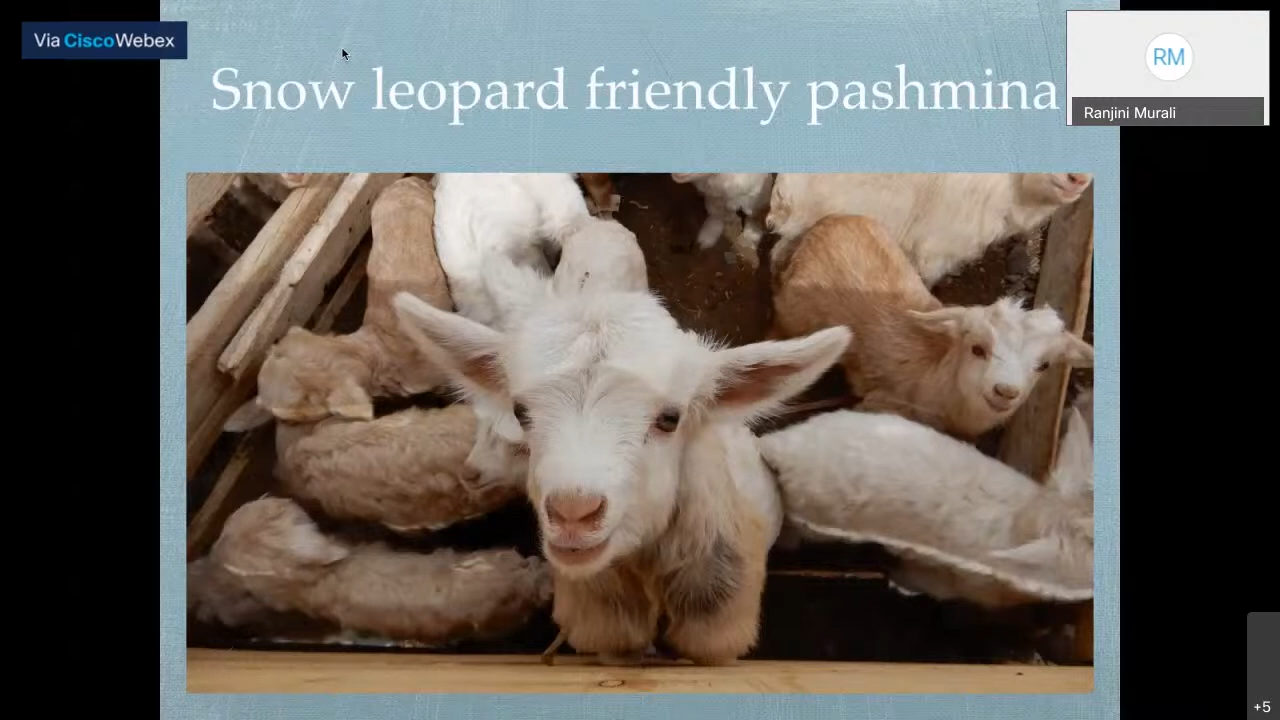 Via CiscoWebex
Snow leopard friendly pashmina
RM
Ranjini Murali
+5